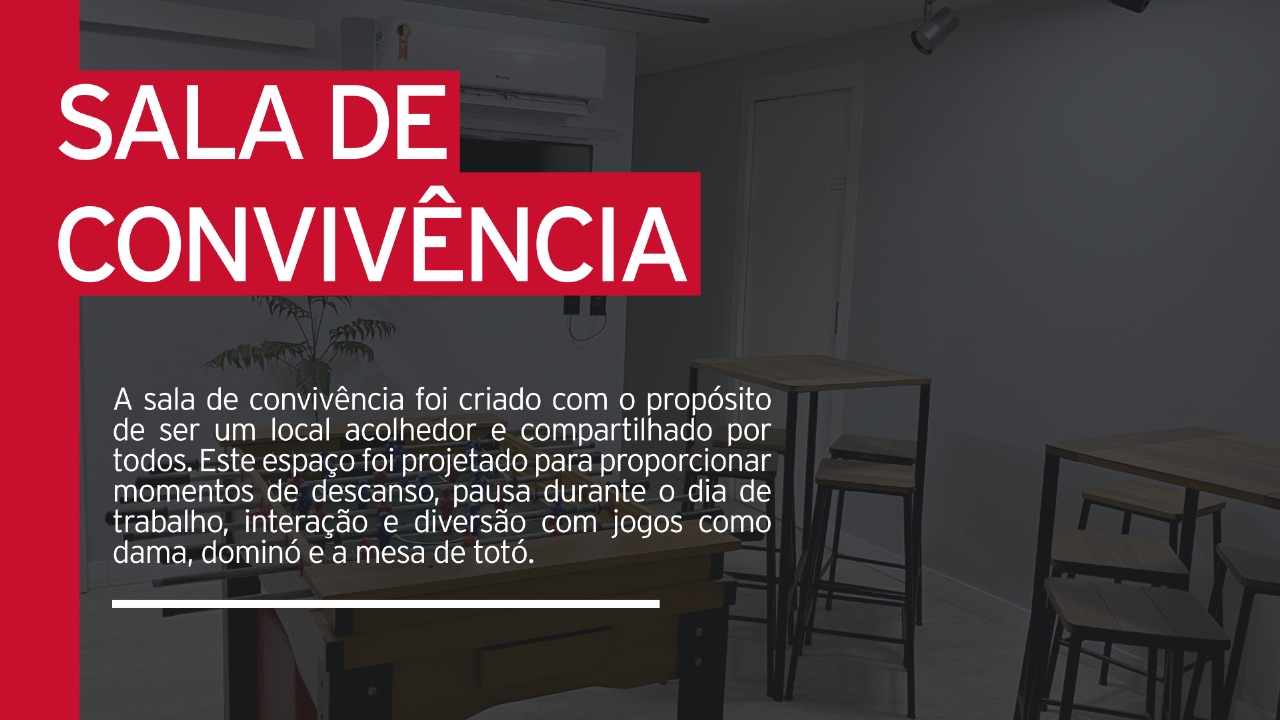 SALA DE
CONVIVÊNCIA
A sala de convivência foi criado com o propósito
de ser um local acolhedor e compartilhado por
todos. Este espaço foi projetado para proporcionar
momentos de descanso, pausa durante o dia de
trabalho, interação e diversão com jogos como
dama, dominó e a mesa de totó.